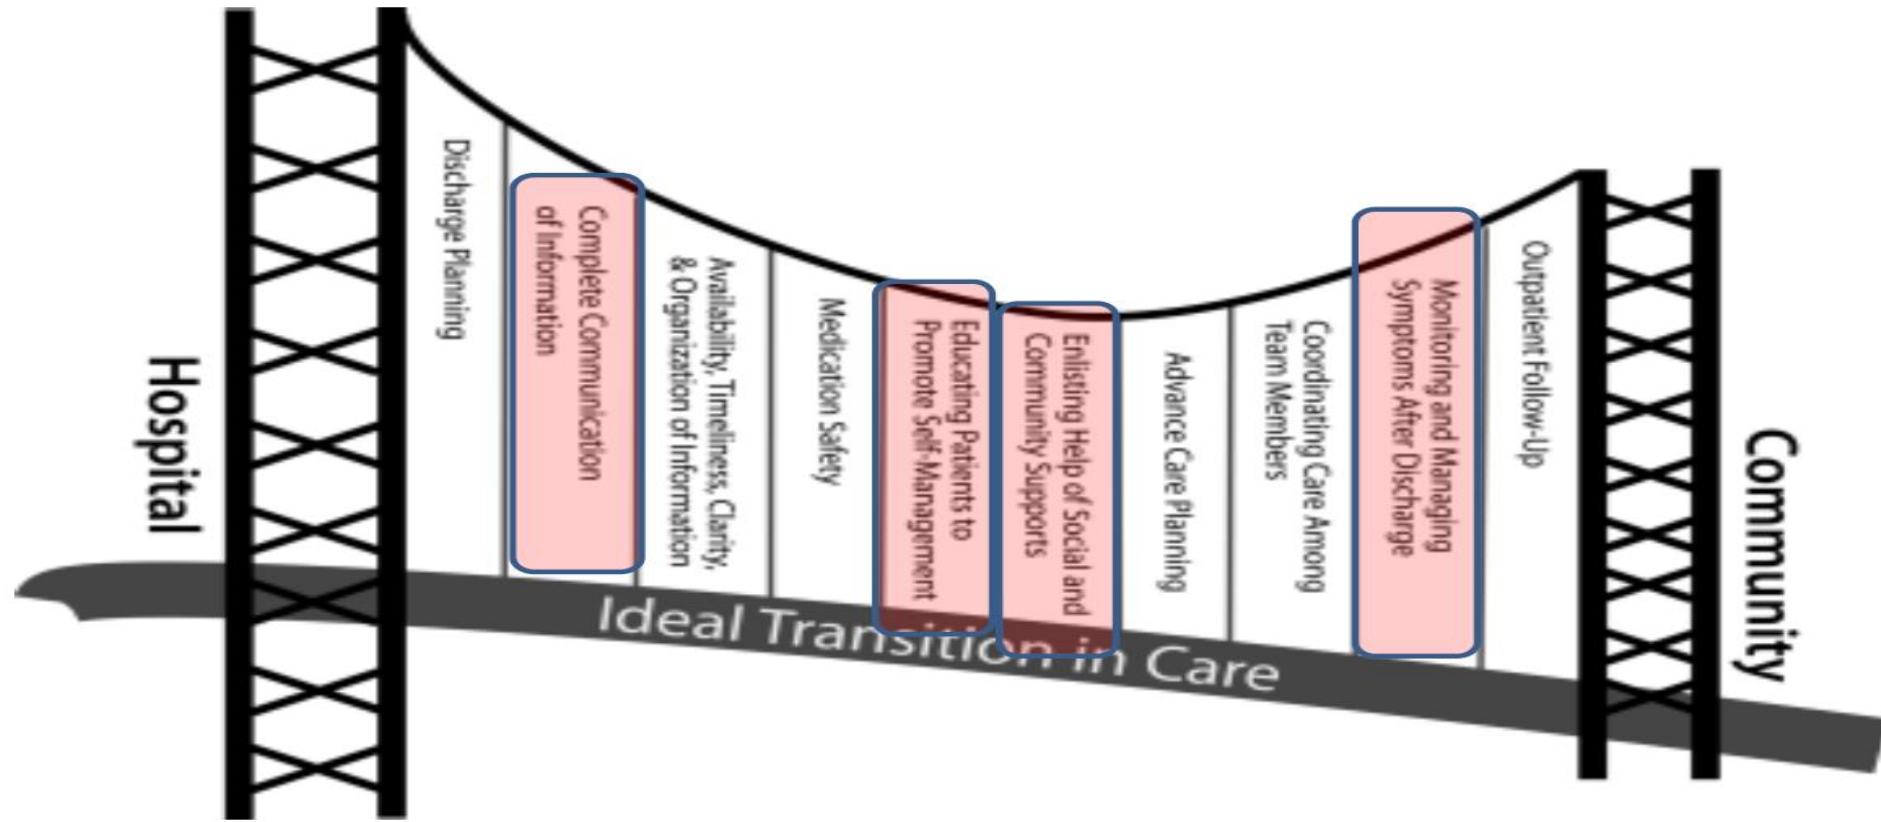 Hospital
Discharge Planning
Complete Communication
of Information
Availability, Timeliness, Clarity,
& Organization of Information
Medication Safety
Educating Patients to
Promote Self-Management
Enlisting Help of Social and
Community Supports
Advance Care Planning
Coordinating Care Among
Team Members
Monitoring and Managing
Symptoms After Discharge
Outpatient Follow-Up
Community
Ideal Transition in Care